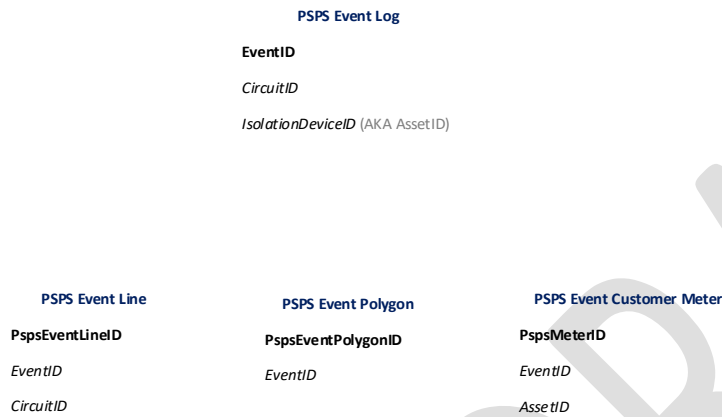 PSPS Event Log
EventID
CircuitID
IsolationDeviceID (AKA AssetID)
PSPS Event Line
PspsEventLineID
EventID
CircuitID
PSPS Event Polygon
PspsEventPolygonID
EventID
PSPS Event Customer Meter
PspsMeterID
EventID
AssetID